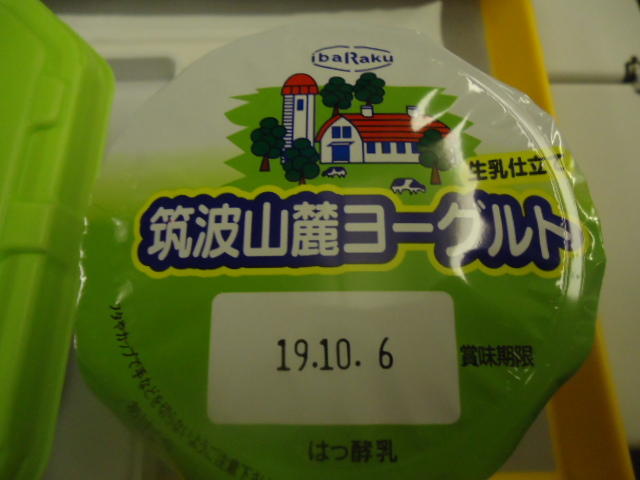 ibaRaku
生乳仕立
筑波山麓ヨーグルト
19.10. 6
賞味期限
はっ酵乳